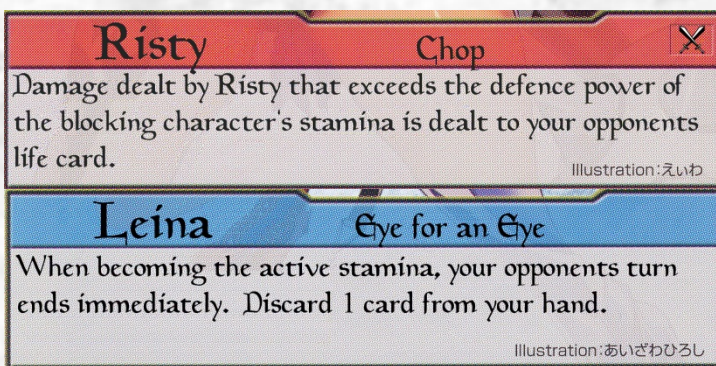 Risty Chop
Damage dealt by Risty that exceeds the defence power of
the blocking character's stamina is dealt to your opponents
life card.
Illustration:えぃわ
Leina Eye for an Eye
When becoming the active stamina, your opponents turn
ends immediately. Discard 1 card from your hand.
Illustration:あいざわひろし